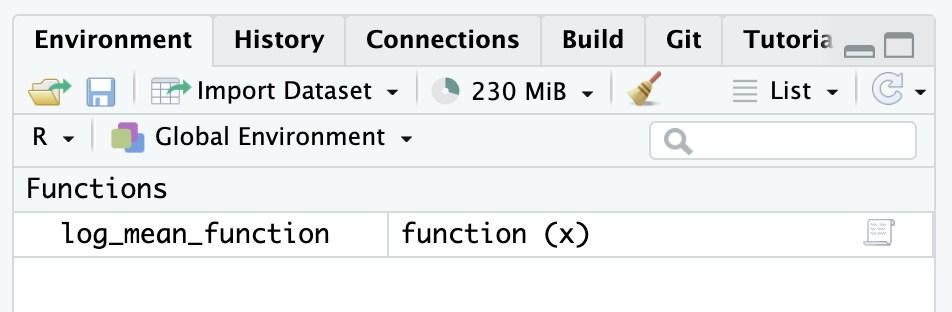 Environment History Connections Build Git Tutoria
Import Dataset 230 MiB List
R Global Environment
Functions
log_mean_function function (x)